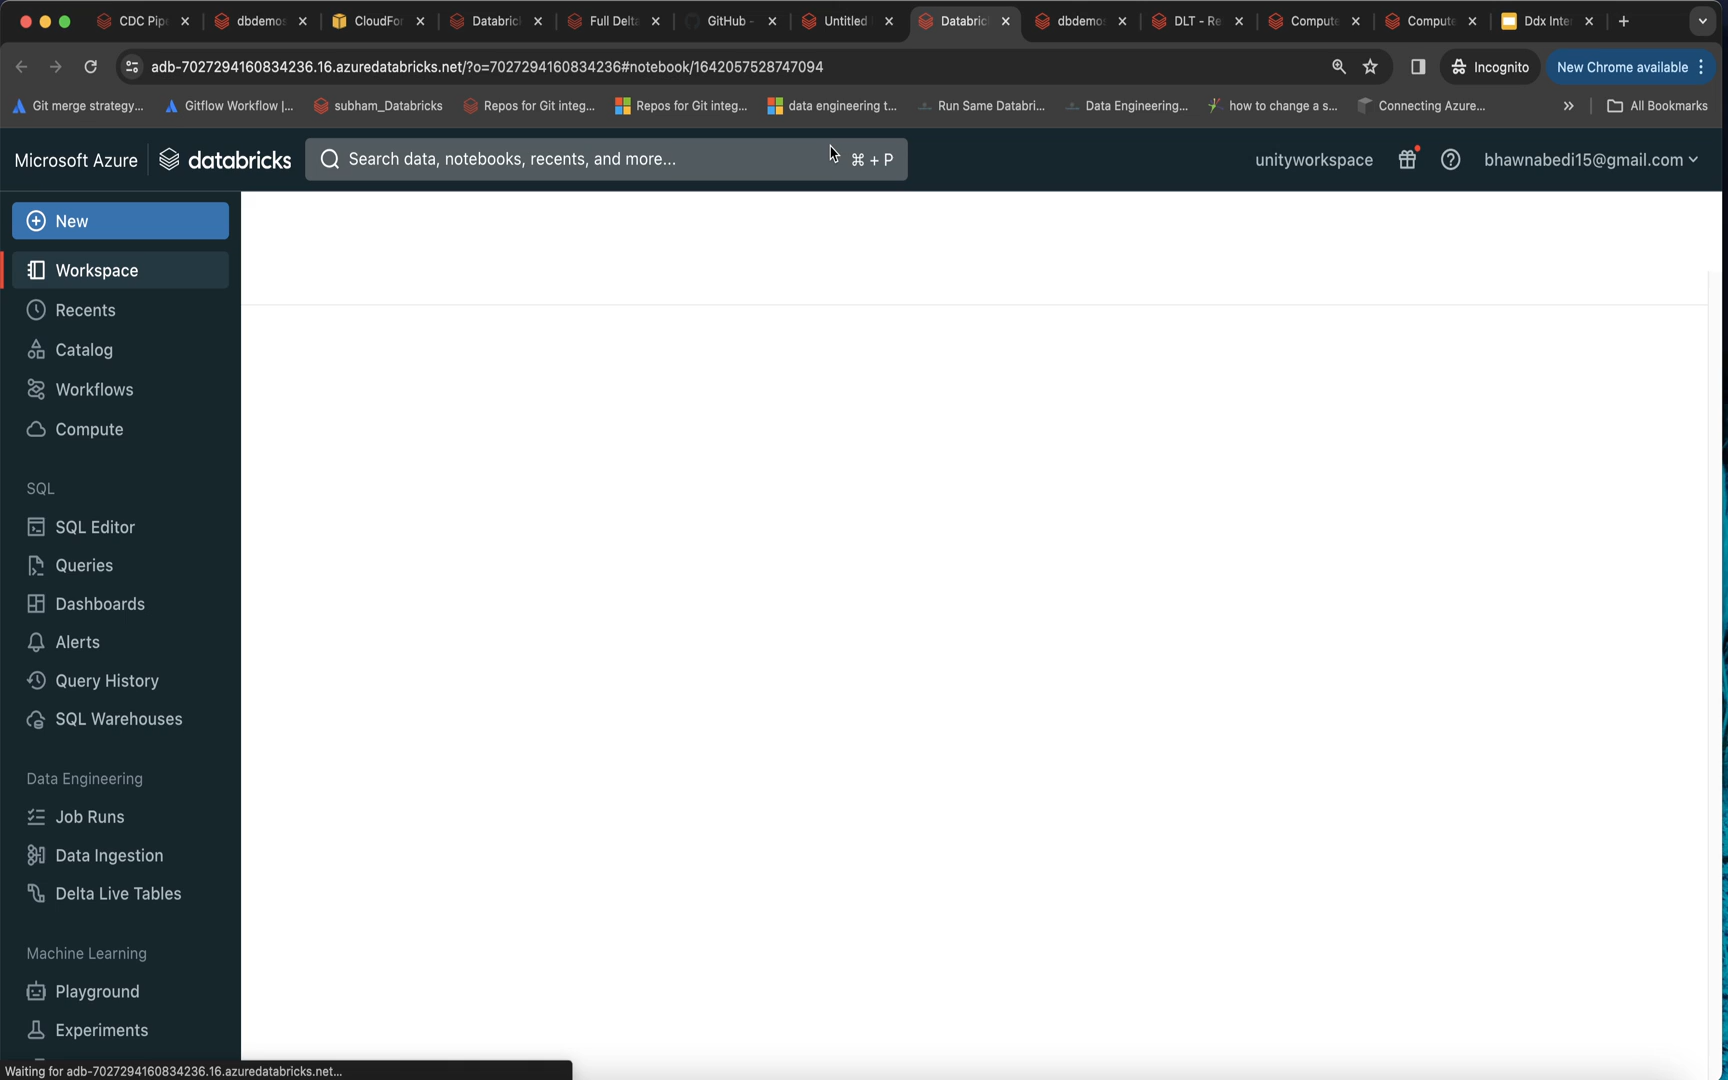 CDC Pip
dbdemo
CloudFor
Databric
Full Delta
GitHub -
Untitled
Databric
dbdemo
DLT - Re
Compute
Compute
Ddx Inte
adb-7027294160834236.16.azuredatabricks.net/?o=7027294160834236#notebook/1642057528747094
Incognito
New Chrome available
Git merge strategy...
Gitflow Workflow |...
subham_Databricks
Repos for Git integ...
Repos for Git integ...
data engineering t...
Run Same Databri...
Data Engineering...
how to change a s...
Connecting Azure...
»
All Bookmarks
Microsoft Azure
databricks
Search data, notebooks, recents, and more...
⌘ + P
unityworkspace
bhawnabedi15@gmail.com
New
Workspace
Recents
Catalog
Workflows
Compute
SQL
SQL Editor
Queries
Dashboards
Alerts
Query History
SQL Warehouses
Data Engineering
Job Runs
Data Ingestion
Delta Live Tables
Machine Learning
Playground
Experiments
Waiting for adb-7027294160834236.16.azuredatabricks.net...